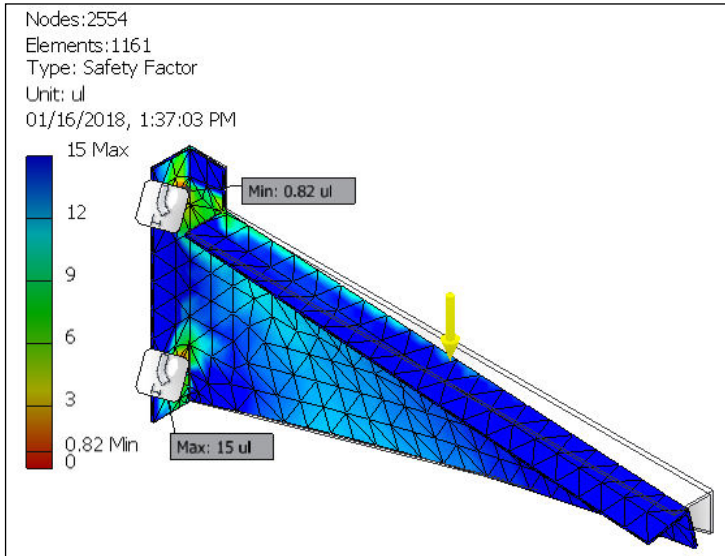 Nodes:2554
Elements:1161
Type: Safety Factor
Unit: ul
01/16/2018, 1:37:03 PM
15 Max
12
9
6
3
0.82 Min
0
Min: 0.82 ul
Max: 15 ul